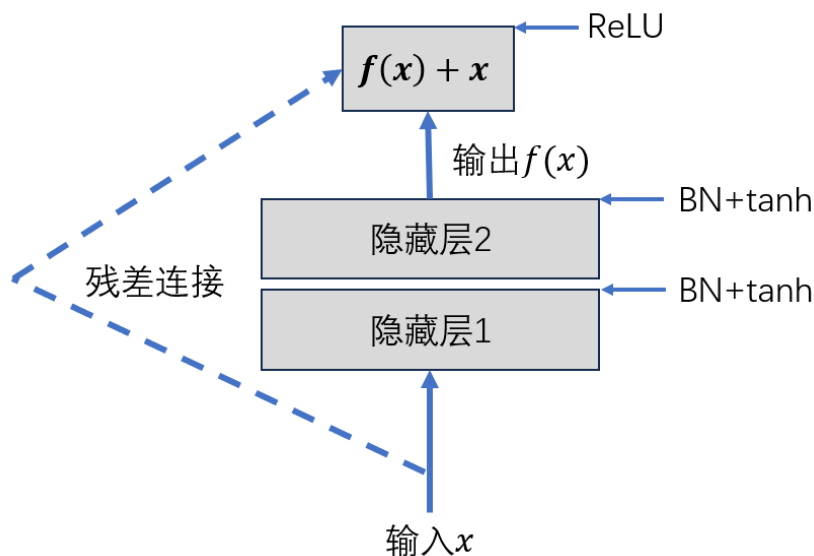 ReLU
f(x) + x
输出f(x)
BN+tanh
隐藏层2
残差连接
BN+tanh
隐藏层1
输入x